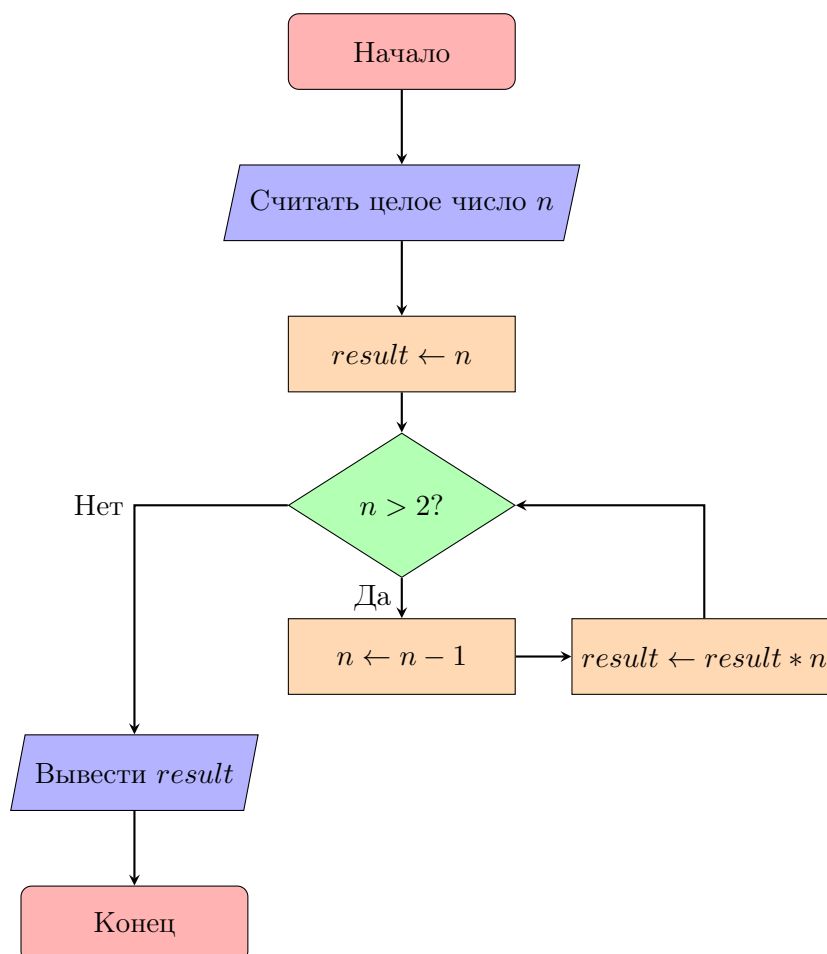 Начало
Считать целое число n
result ← n
n > 2?
Нет
Да
n ← n − 1
result ← result ∗ n
Вывести result
Конец